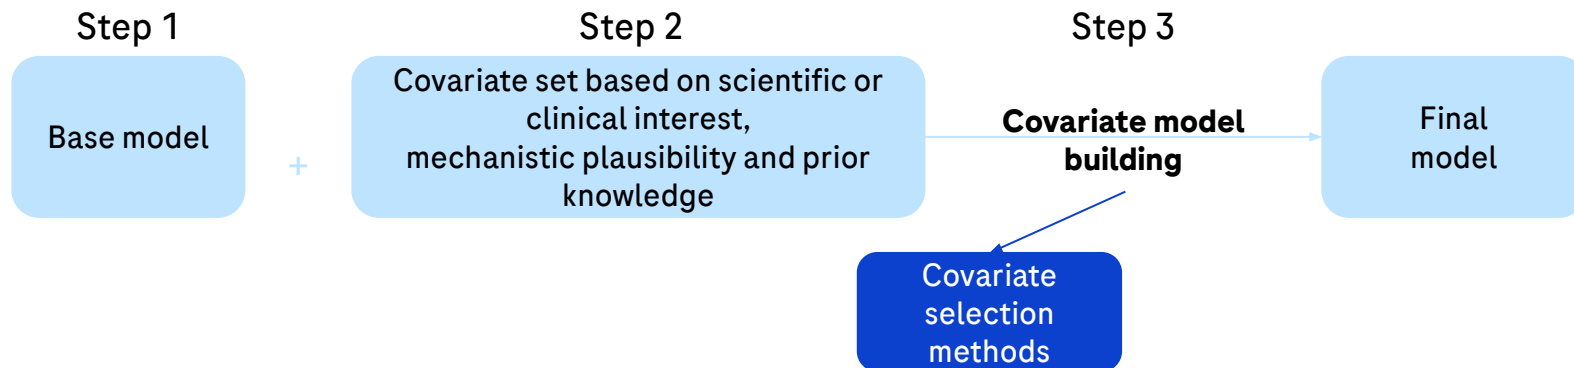 Step 1
Step 2
Step 3
Base model
+
Covariate set based on scientific or
clinical interest,
mechanistic plausibility and prior
knowledge
Covariate model
building
Final
model
Covariate
selection
methods